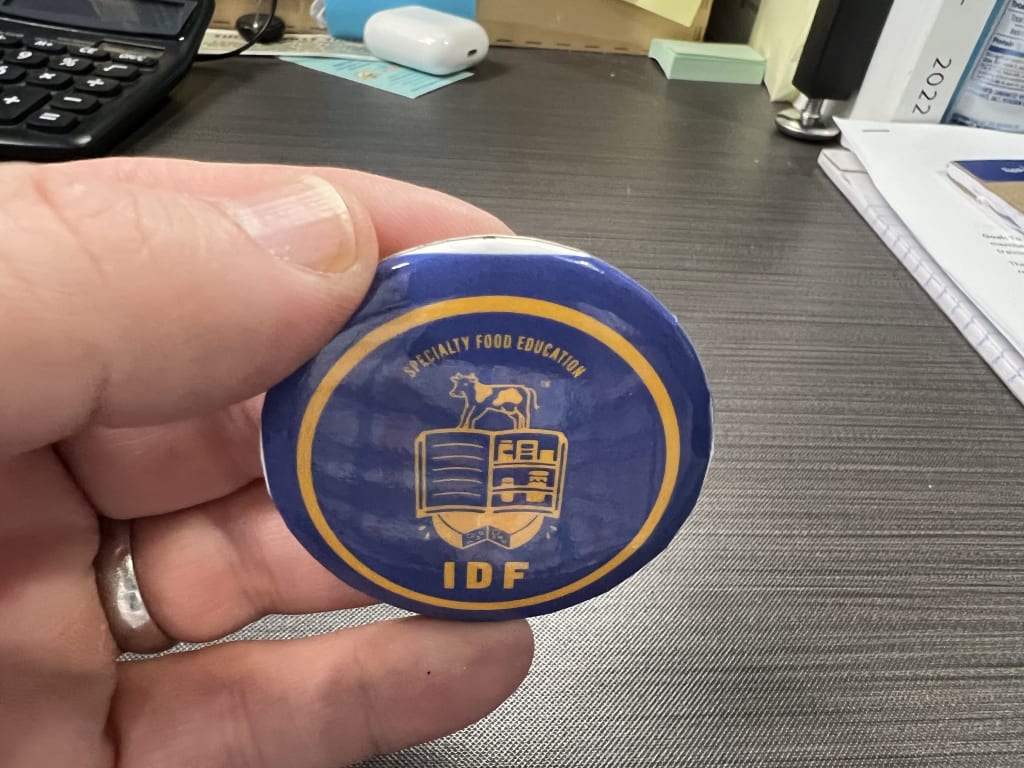 SPECIALTY FOOD EDUCATION
IDF
2022